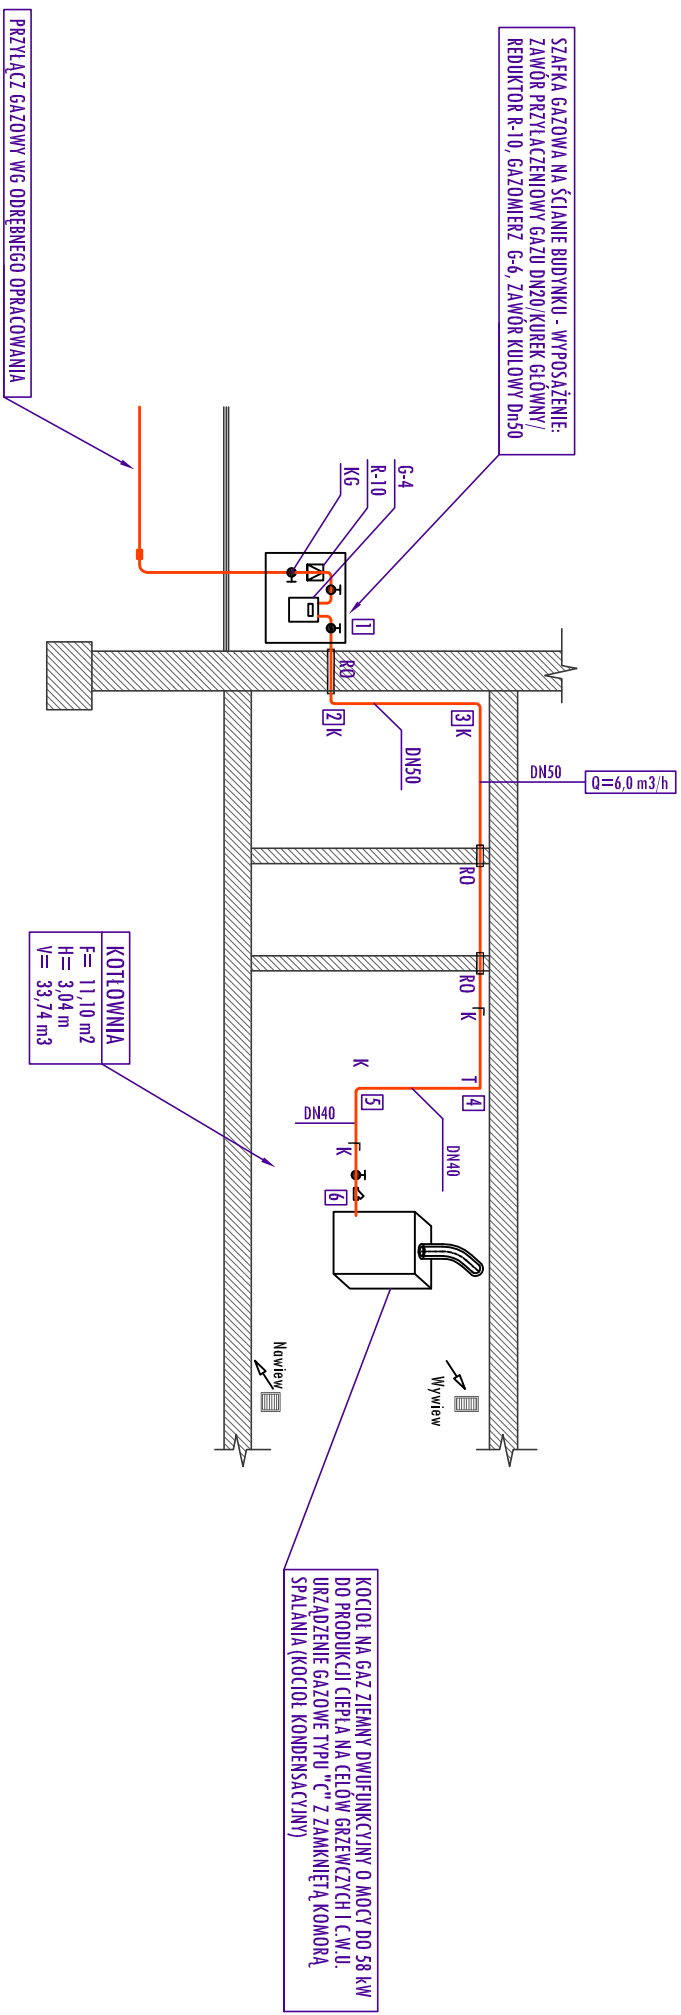 SZAFKA GAZOWA NA ŚCIANIE BUDYNKU - WYPOSAŻENIE:
ZAWÓR PRZYŁĄCZENIOWY GAZU DN20/KUREK GŁÓWNY/
REDUKTOR R-10, GAZOMIERZ G-6, ZAWÓR KULOWY Dn50
PRZYŁĄCZ GAZOWY WG ODRĘBNEGO OPRACOWANIA
G-4
R-10
KG
1
RO
2 K
3 K
DN50
DN50
Q=6,0 m3/h
RO
RO
K
T
4
K
5
DN40
DN40
K
6
KOTŁOWNIA
F= 11,10 m2
H= 3,04 m
V= 33,74 m3
Nawiew
Wywiew
KOCIOŁ NA GAZ ZIEMNY DWUFUNKCYJNY O MOCY DO 58 kW
DO PRODUKCJI CIEPŁA NA CELÓW GRZEWCZYCH I C.W.U.
URZĄDZENIE GAZOWE TYPU "C" Z ZAMKNIĘTĄ KOMORĄ
SPALANIA (KOCIOŁ KONDENSACYJNY)